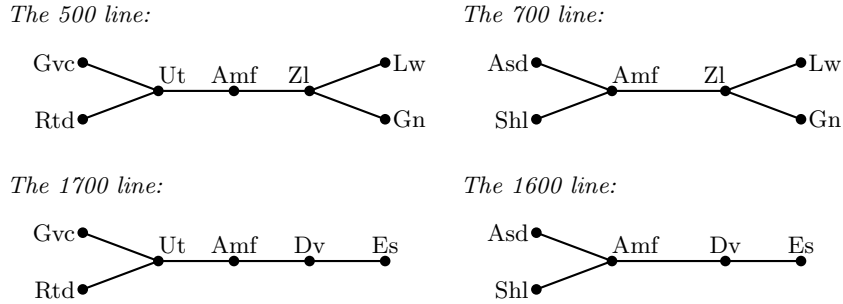 The 500 line:
Gvc
Ut
Amf
Zl
Lw
Rtd
Gn
The 700 line:
Asd
Amf
Zl
Lw
Shl
Gn
The 1700 line:
Gvc
Ut
Amf
Dv
Es
Rtd
The 1600 line:
Asd
Amf
Dv
Es
Shl